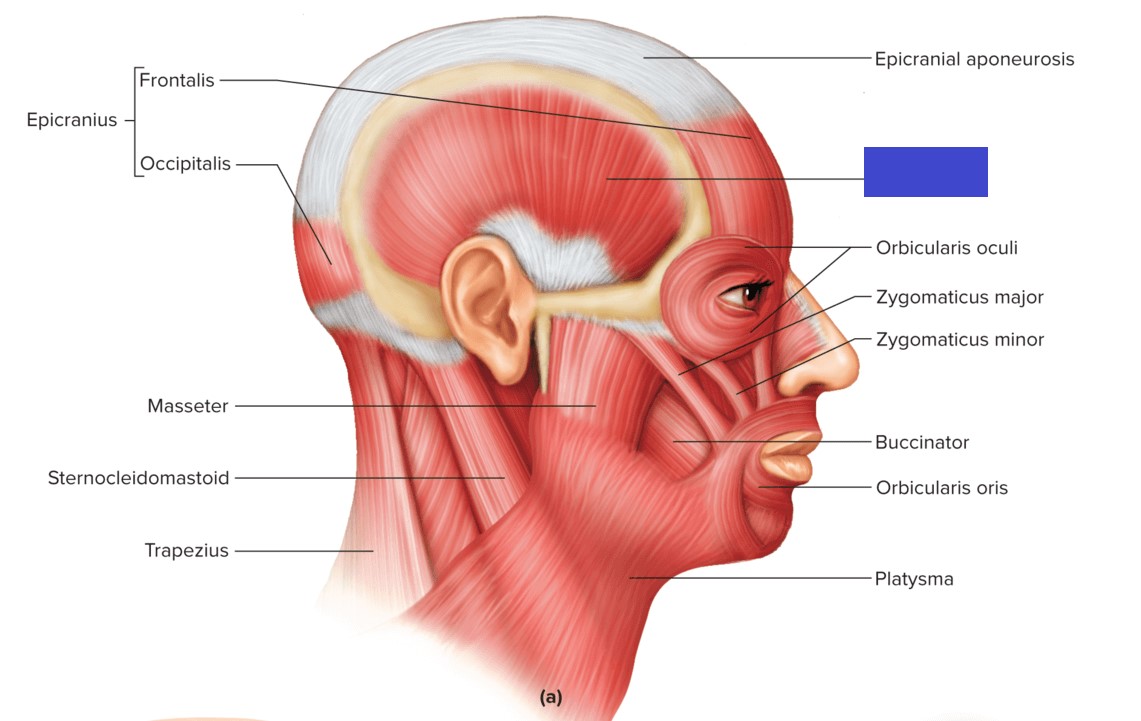 Epicranial aponeurosis
Frontalis
Epicranius
Occipitalis
Orbicularis oculi
Zygomaticus major
Zygomaticus minor
Masseter
Buccinator
Sternocleidomastoid
Orbicularis oris
Trapezius
Platysma
(a)